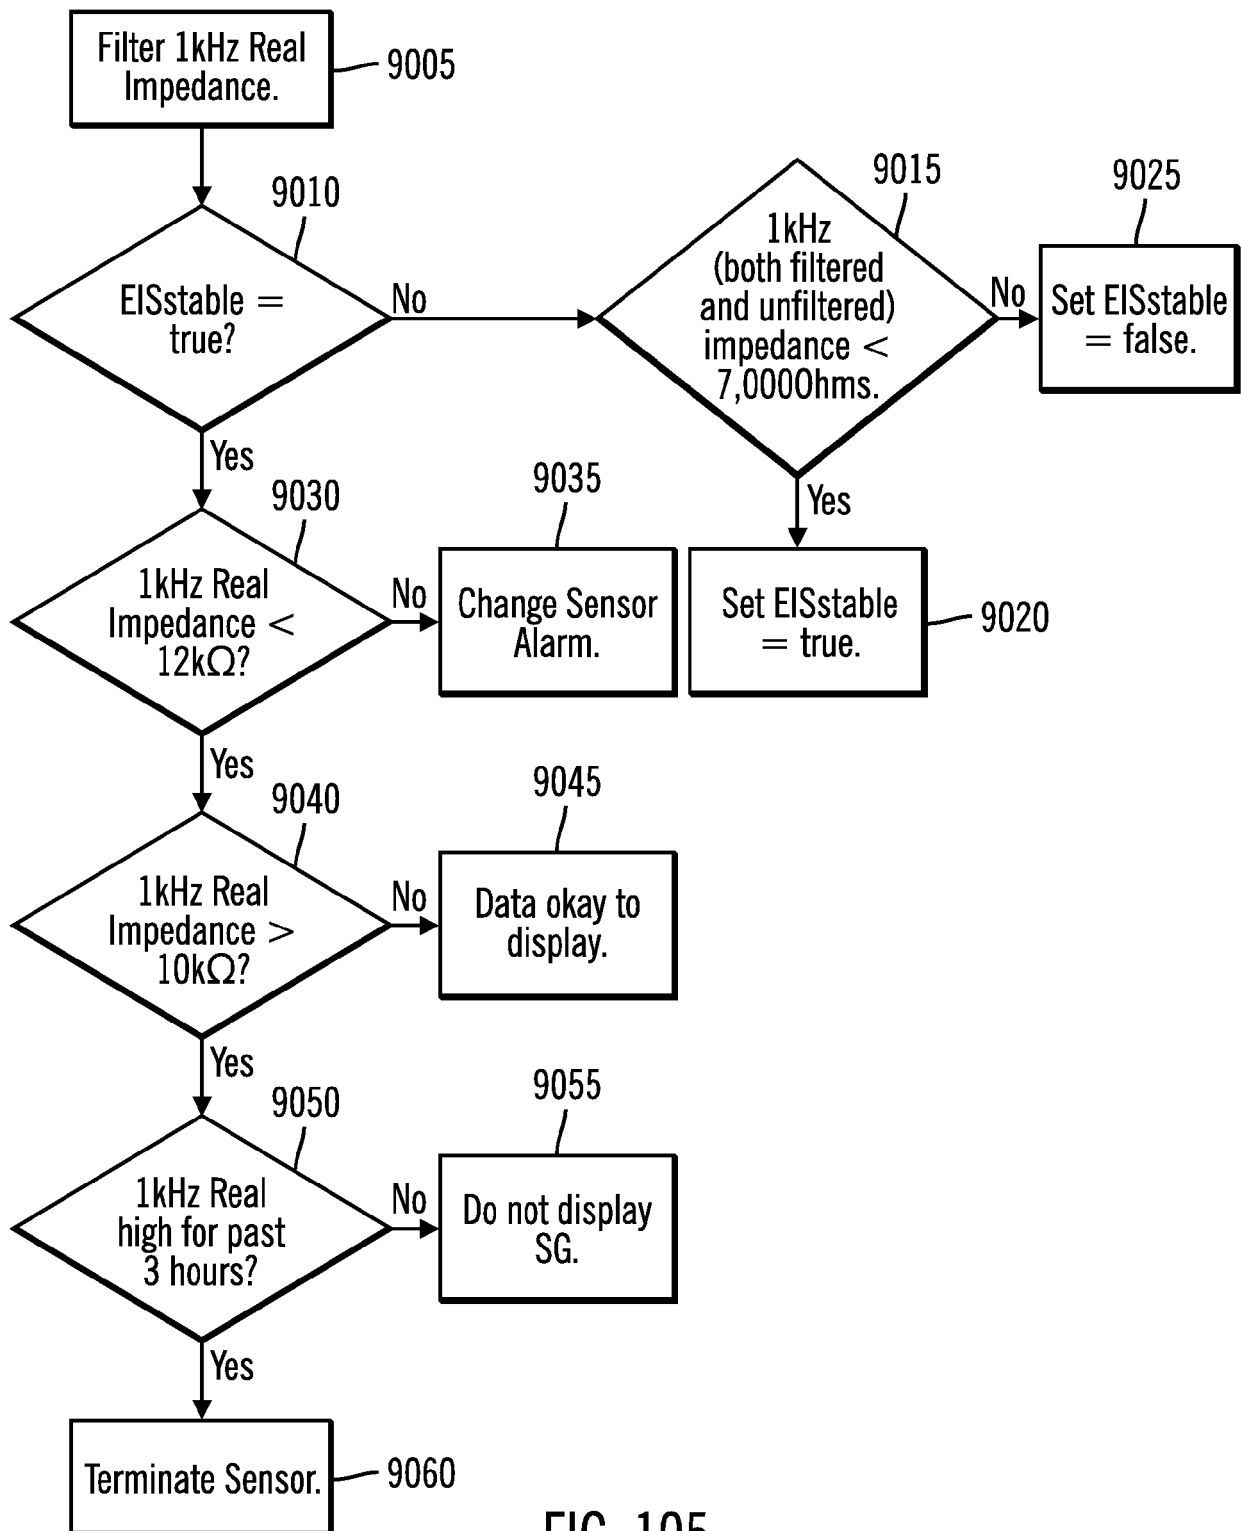 Filter 1kHz Real
Impedance.
9005
9010
EISstable =
true?
No
9015
1kHz
(both filtered
and unfiltered)
impedance <
7,000Ohms.
No
9025
Set EISstable
= false.
Yes
Yes
9030
1kHz Real
Impedance <
12kΩ?
No
9035
Change Sensor
Alarm.
Set EISstable
= true.
9020
Yes
9040
1kHz Real
Impedance >
10kΩ?
No
9045
Data okay to
display.
Yes
9050
1kHz Real
high for past
3 hours?
No
9055
Do not display
SG.
Yes
Terminate Sensor.
9060
FIG. 105